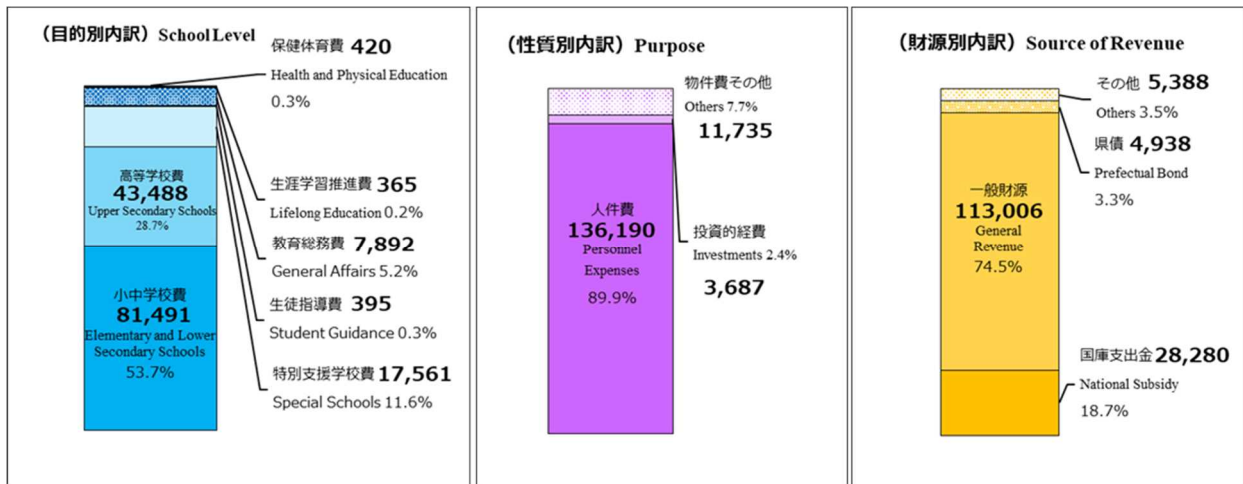 （目的別内訳）School Level
保健体育費 420
Health and Physical Education
0.3%
高等学校費
43,488
Upper Secondary Schools
28.7%
小中学校費
81,491
Elementary and Lower
Secondary Schools
53.7%
生涯学習推進費 365
Lifelong Education 0.2%
教育総務費 7,892
General Affairs 5.2%
生徒指導費 395
Student Guidance 0.3%
特別支援学校費 17,561
Special Schools 11.6%
（性質別内訳）Purpose
物件費その他
Others 7.7%
11,735
人件費
136,190
Personnel
Expenses
89.9%
投資的経費
Investments 2.4%
3,687
（財源別内訳）Source of Revenue
その他 5,388
Others 3.5%
県債 4,938
Prefectual Bond
3.3%
一般財源
113,006
General
Revenue
74.5%
国庫支出金 28,280
National Subsidy
18.7%